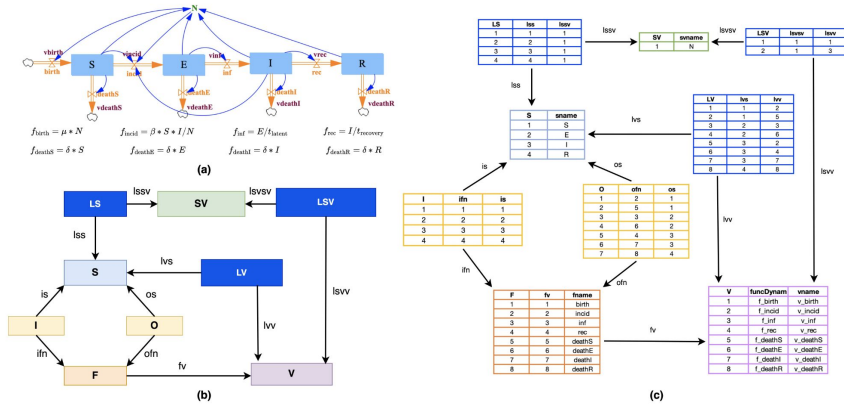 N
vbirth
vincid
vinf
vrec
S
E
I
R
birth
incid
inf
rec
deathS
deathE
deathI
deathR
vdeathS
vdeathE
vdeathI
vdeathR
f_birth = μ * N
f_incid = β * S * I/N
f_inf = E/t_latent
f_rec = I/t_recovery
f_deathS = δ * S
f_deathE = δ * E
f_deathI = δ * I
f_deathR = δ * R
(a)
LS
lssv
SV
lsvsv
LSV
lss
S
lvs
LV
is
os
lsvv
I
O
lvv
ifn
ofn
F
fv
V
(b)
LS lss lssv
1 1 1
2 2 1
3 3 1
4 4 1
lssv
SV svname
1 N
lsvsv
LSV lsvsv lsvv
1 1 1
2 1 3
lss
S sname
1 S
2 E
3 I
4 R
lvs
LV lvs lvv
1 1 2
2 1 5
3 2 3
4 2 6
5 3 2
6 3 4
7 3 7
8 4 8
lsvv
is
os
I ifn is
1 1 1
2 2 2
3 3 3
4 4 4
O ofn os
1 2 1
2 5 1
3 3 2
4 6 2
5 4 3
6 7 3
7 8 4
lvv
ifn
ofn
F fv fname
1 1 birth
2 2 incid
3 3 inf
4 4 rec
5 5 deathS
6 6 deathE
7 7 deathI
8 8 deathR
fv
V funcDynam vname
1 f_birth v_birth
2 f_incid v_incid
3 f_inf v_inf
4 f_rec v_rec
5 f_deathS v_deathS
6 f_deathE v_deathE
7 f_deathI v_deathI
8 f_deathR v_deathR
(c)